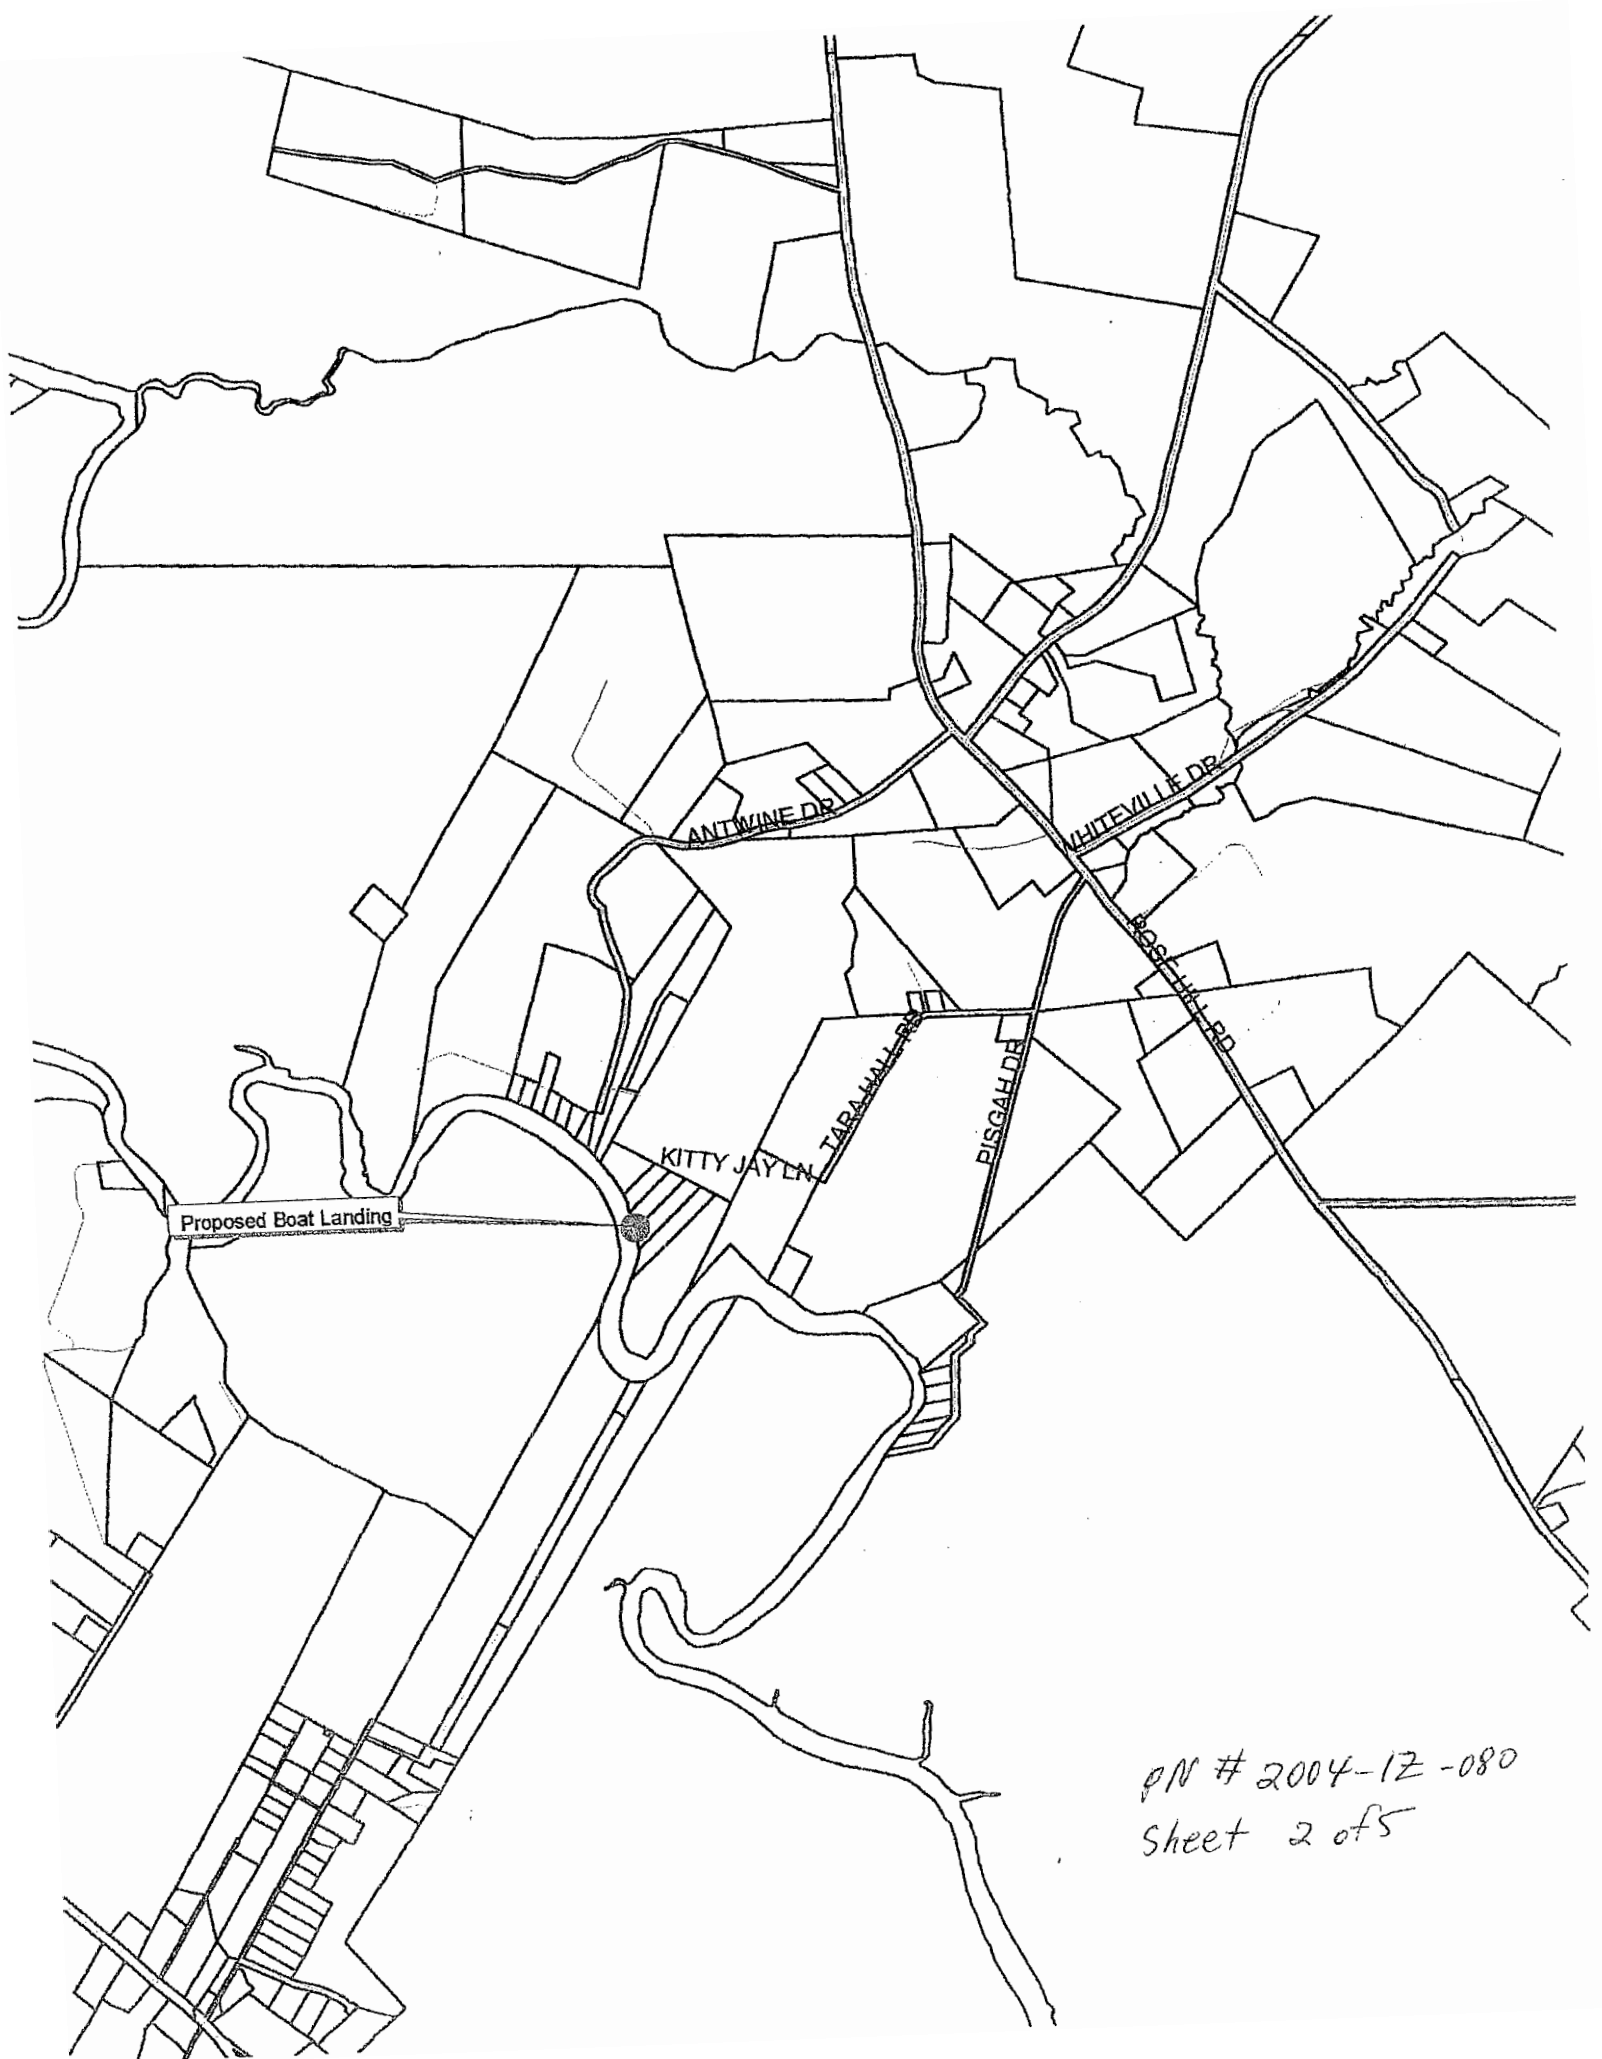 ANTWINE DR
WHITEVILLE DR
ROSE HILL RD
TARA HALL RD
PISGAH DR
KITTY JAY LN
Proposed Boat Landing
PN # 2004-1Z-080
Sheet 2 of 5